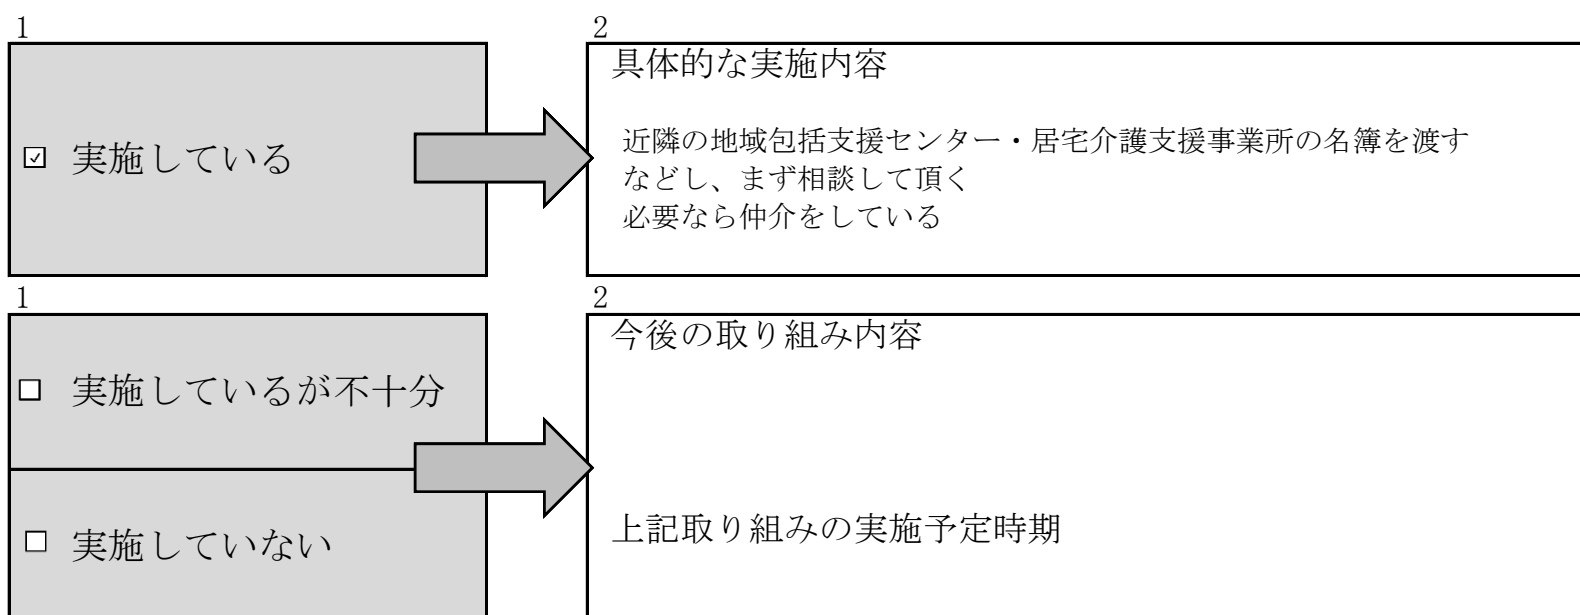 1
2
☑ 実施している
具体的な実施内容
近隣の地域包括支援センター・居宅介護支援事業所の名簿を渡す
などし、まず相談して頂く
必要なら仲介をしている
1
2
☐ 実施しているが不十分
☐ 実施していない
今後の取り組み内容
上記取り組みの実施予定時期